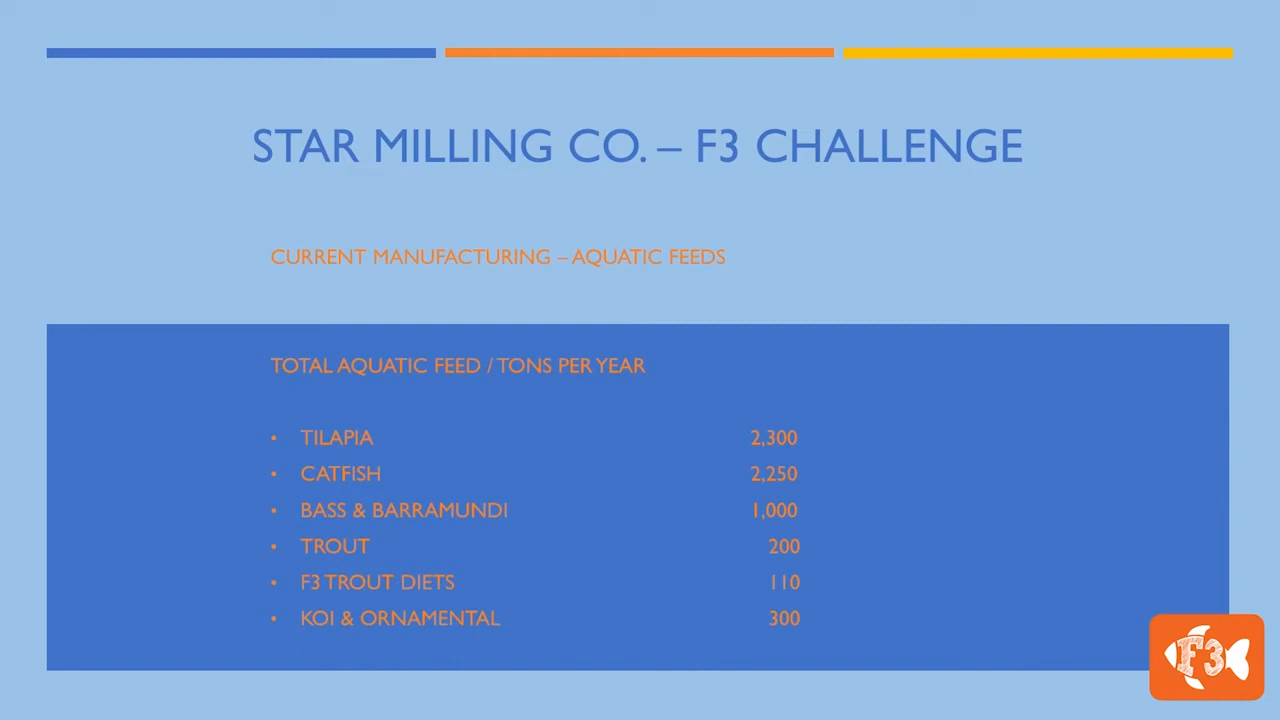 STAR MILLING CO. – F3 CHALLENGE
CURRENT MANUFACTURING – AQUATIC FEEDS
TOTAL AQUATIC FEED / TONS PER YEAR
• TILAPIA 2,300
• CATFISH 2,250
• BASS & BARRAMUNDI 1,000
• TROUT 200
• F3 TROUT DIETS 110
• KOI & ORNAMENTAL 300
F3